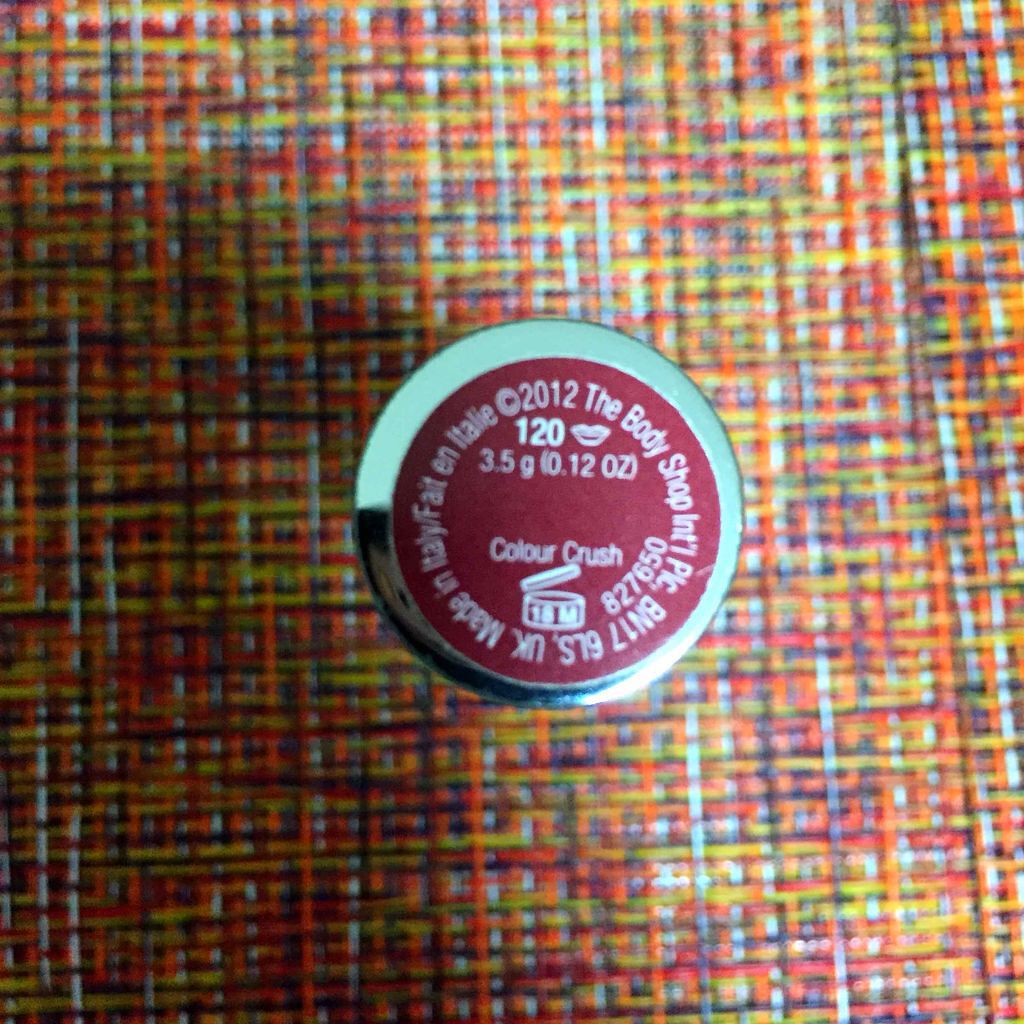 ©2012 The Body Shop Int'l Plc, BN17 6LS, UK. Made in Italy/Fait en Italie
120
3.5 g (0.12 OZ)
Colour Crush
18 M
827650